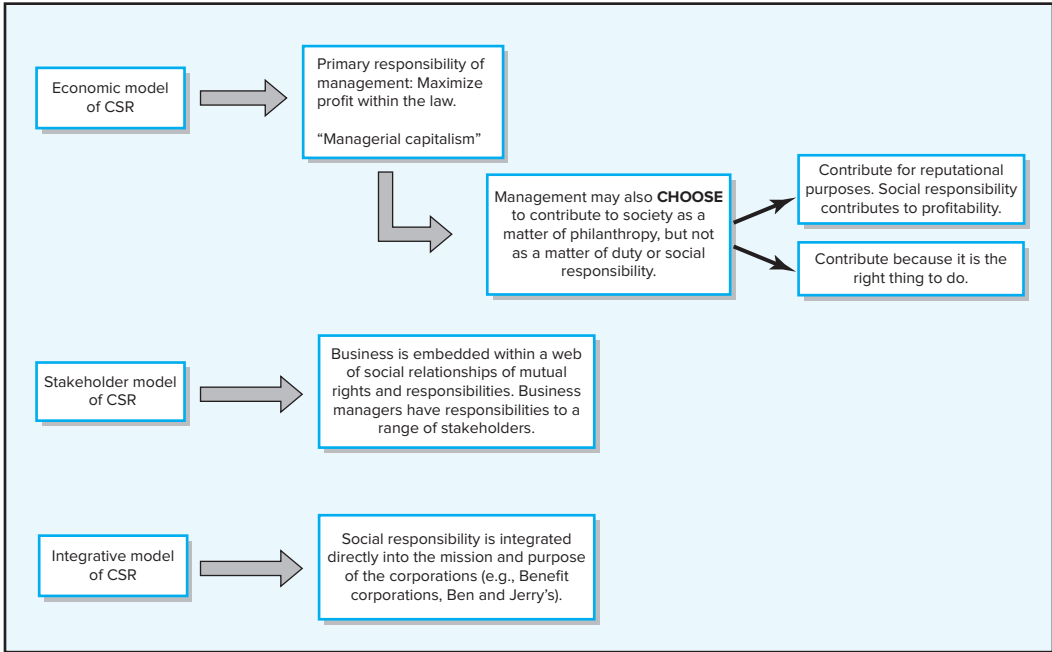 Economic model
of CSR
Primary responsibility of
management: Maximize
profit within the law.
“Managerial capitalism”
Management may also CHOOSE
to contribute to society as a
matter of philanthropy, but not
as a matter of duty or social
responsibility.
Contribute for reputational
purposes. Social responsibility
contributes to profitability.
Contribute because it is the
right thing to do.
Stakeholder model
of CSR
Business is embedded within a web
of social relationships of mutual
rights and responsibilities. Business
managers have responsibilities to a
range of stakeholders.
Integrative model
of CSR
Social responsibility is integrated
directly into the mission and purpose
of the corporations (e.g., Benefit
corporations, Ben and Jerry’s).